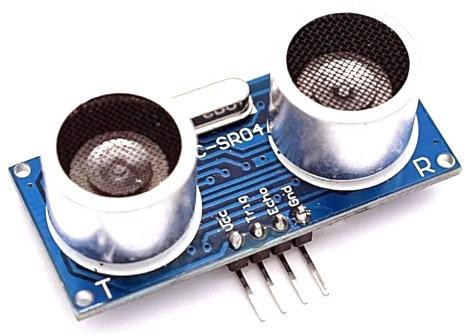 C-SR04
R
Vcc
Trig
Echo
Gnd
T